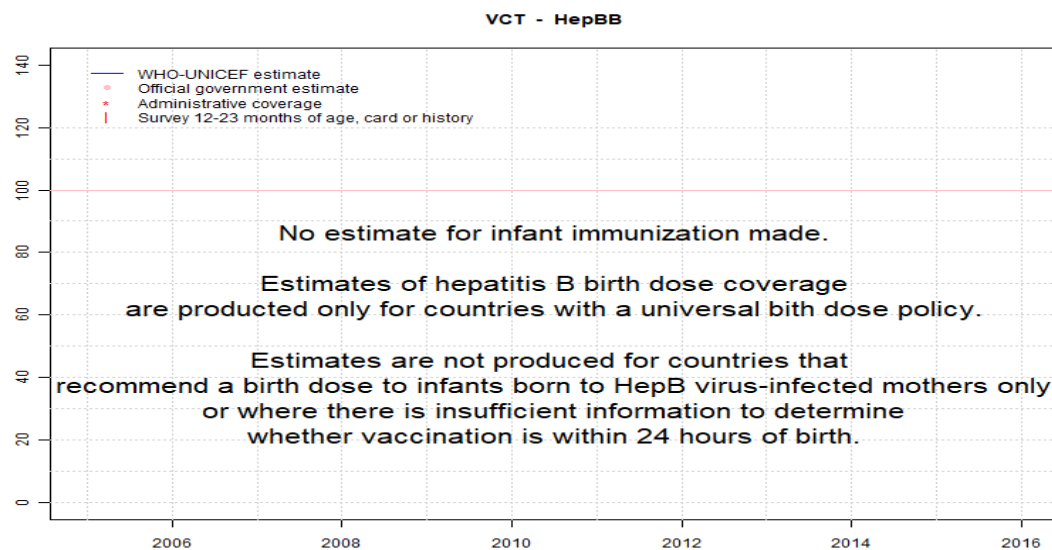 VCT - HepBB
WHO-UNICEF estimate
Official government estimate
Administrative coverage
Survey 12-23 months of age, card or history
140
120
100
80
60
40
20
0
No estimate for infant immunization made.
Estimates of hepatitis B birth dose coverage
are producted only for countries with a universal bith dose policy.
Estimates are not produced for countries that
recommend a birth dose to infants born to HepB virus-infected mothers only
or where there is insufficient information to determine
whether vaccination is within 24 hours of birth.
2006 2008 2010 2012 2014 2016